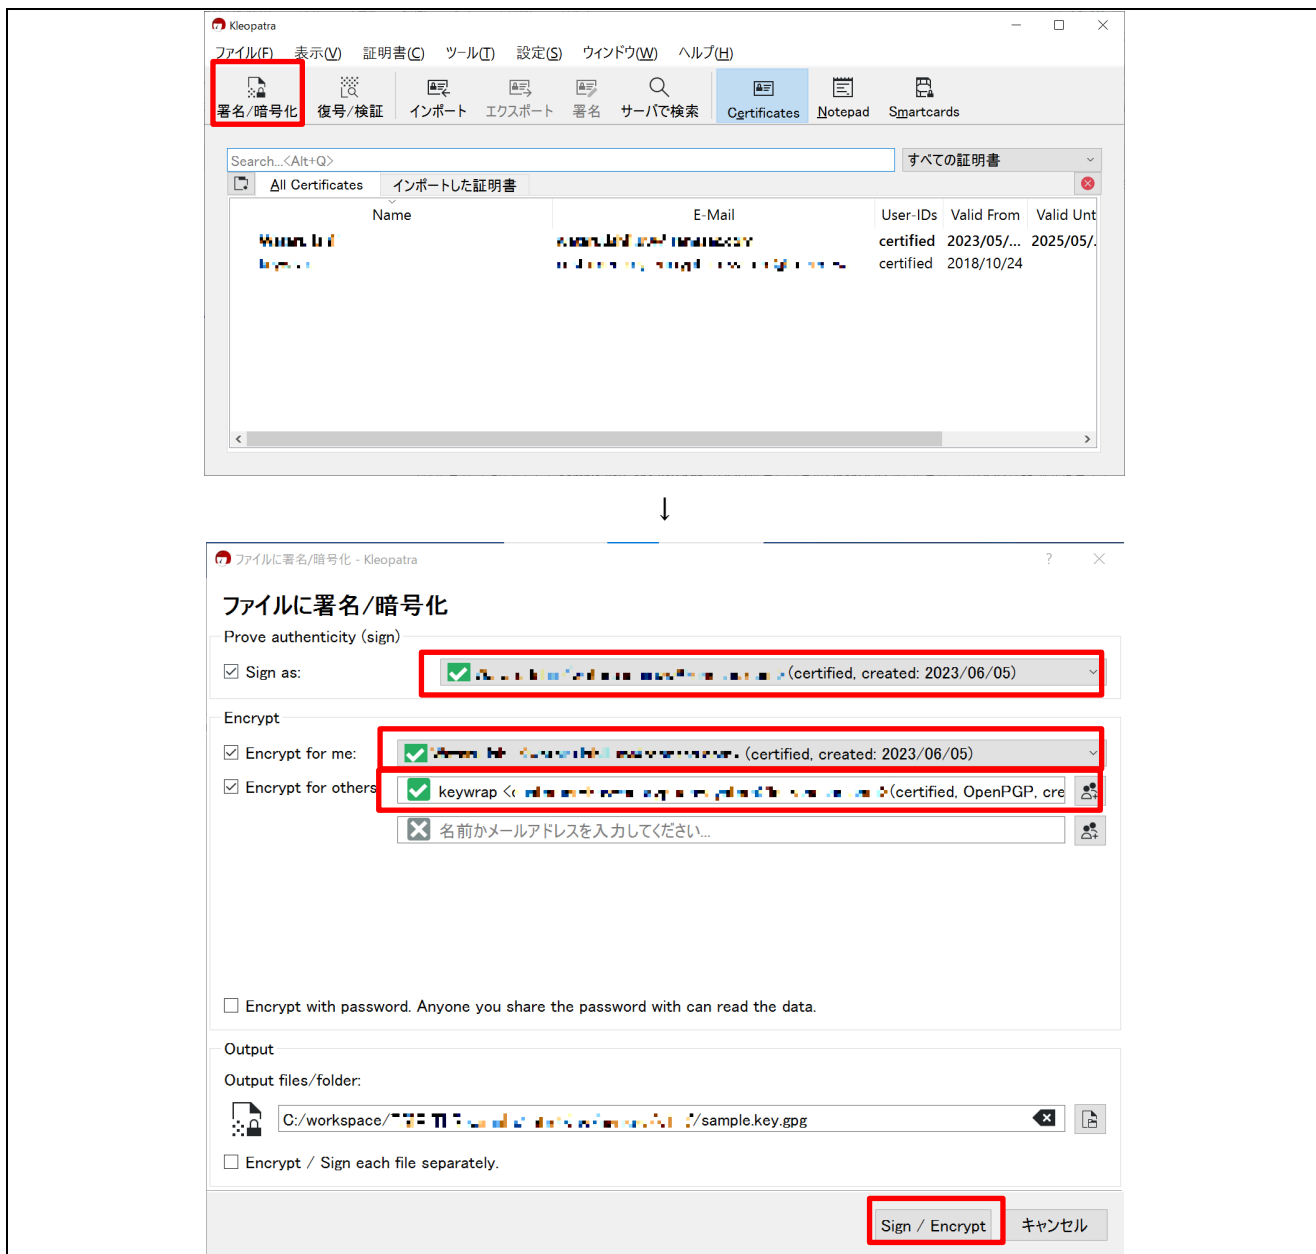 Kleopatra
ファイル(F) 表示(V) 証明書(C) ツール(T) 設定(S) ウィンドウ(W) ヘルプ(H)
署名/暗号化 復号/検証 インポート エクスポート 署名 サーバで検索 Certificates Notepad Smartcards
Search...<Alt+Q> すべての証明書
All Certificates インポートした証明書
Name E-Mail User-IDs Valid From Valid Unt
certified 2023/05/... 2025/05/.
certified 2018/10/24
↓
ファイルに署名/暗号化 - Kleopatra
ファイルに署名/暗号化
Prove authenticity (sign)
Sign as: (certified, created: 2023/06/05)
Encrypt
Encrypt for me: (certified, created: 2023/06/05)
Encrypt for others keywrap < (certified, OpenPGP, cre
名前かメールアドレスを入力してください...
Encrypt with password. Anyone you share the password with can read the data.
Output
Output files/folder:
C:/workspace/ /sample.key.gpg
Encrypt / Sign each file separately.
Sign / Encrypt キャンセル